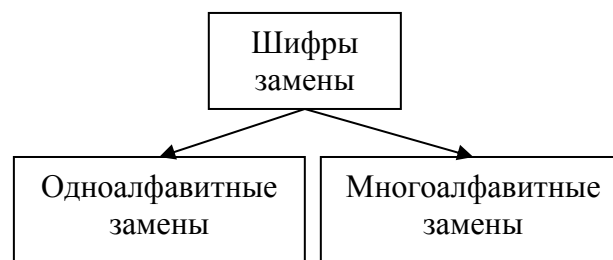 Шифры
замены
Одноалфавитные
замены
Многоалфавитные
замены